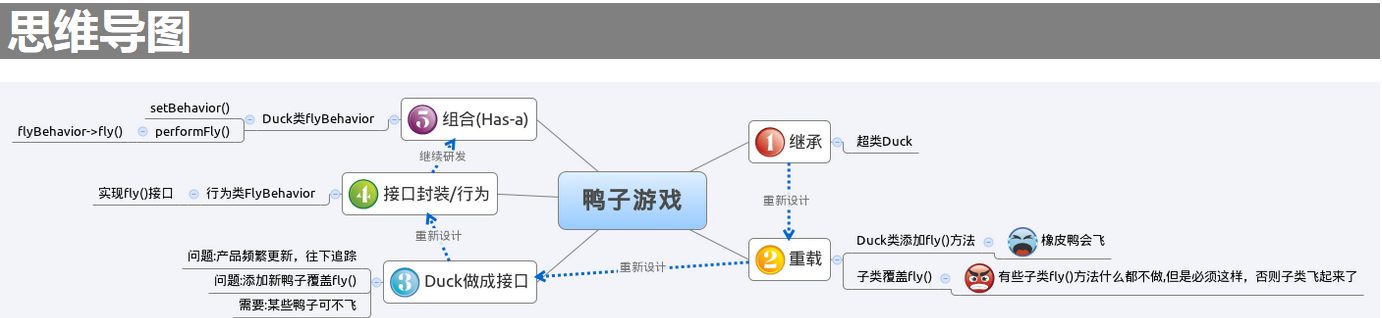 思维导图
鸭子游戏
1 继承
超类Duck
重新设计
2 重载
Duck类添加fly()方法
橡皮鸭会飞
子类覆盖fly()
有些子类fly()方法什么都不做,但是必须这样，否则子类飞起来了
重新设计
3 Duck做成接口
问题:产品频繁更新，往下追踪
问题:添加新鸭子覆盖fly()
需要:某些鸭子可不飞
重新设计
4 接口封装/行为
行为类FlyBehavior
实现fly()接口
继续研发
5 组合(Has-a)
Duck类flyBehavior
setBehavior()
performFly()
flyBehavior->fly()